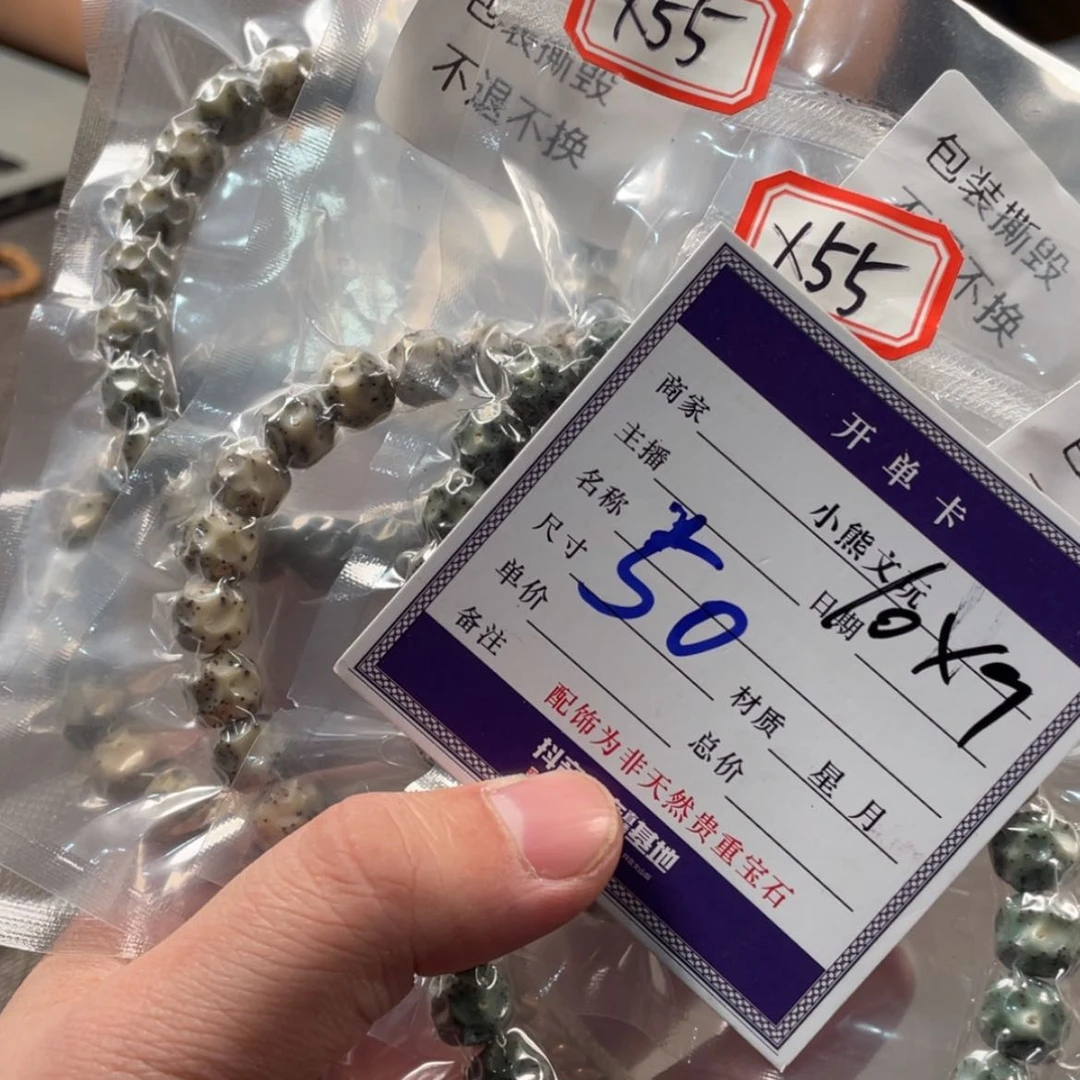 X55
包装撕毁
不退不换
包装撕毁
不换
X55
开单卡
商家 小熊文玩
主播 日期 10X9
名称
尺寸 50 材质 星月
单价 总价
备注
配饰为非天然贵重宝石
基地